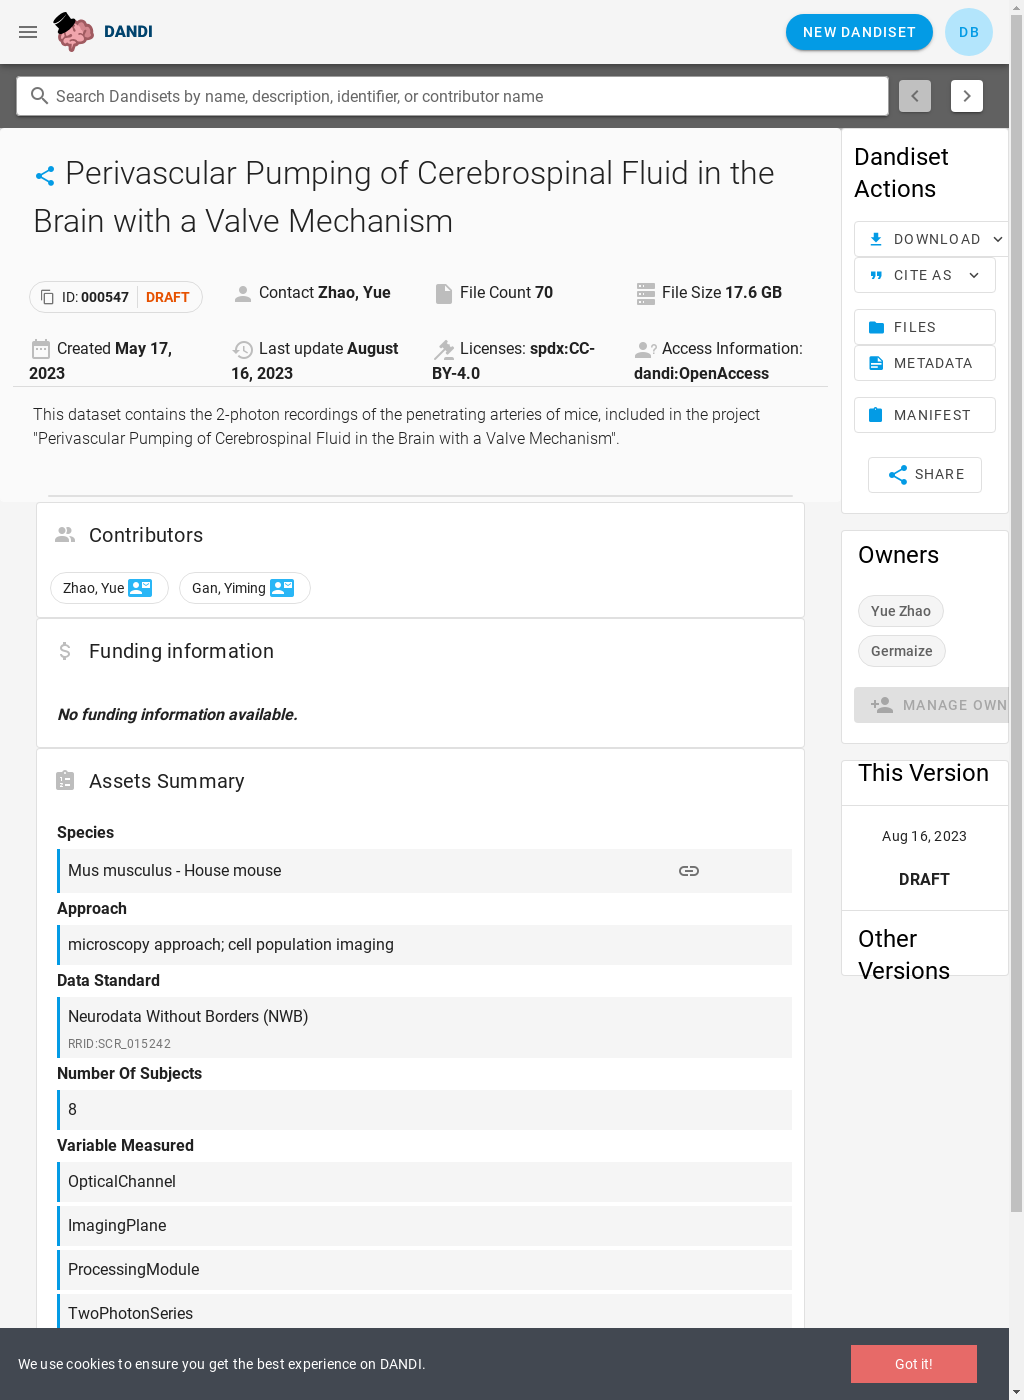 DANDI
NEW DANDISET
DB
Search Dandisets by name, description, identifier, or contributor name
Perivascular Pumping of Cerebrospinal Fluid in the
Brain with a Valve Mechanism
ID: 000547 DRAFT
Contact Zhao, Yue
File Count 70
File Size 17.6 GB
Created May 17,
2023
Last update August
16, 2023
Licenses: spdx:CC-
BY-4.0
Access Information:
dandi:OpenAccess
This dataset contains the 2-photon recordings of the penetrating arteries of mice, included in the project
"Perivascular Pumping of Cerebrospinal Fluid in the Brain with a Valve Mechanism".
Contributors
Zhao, Yue
Gan, Yiming
Funding information
No funding information available.
Assets Summary
Species
Mus musculus - House mouse
Approach
microscopy approach; cell population imaging
Data Standard
Neurodata Without Borders (NWB)
RRID:SCR_015242
Number Of Subjects
8
Variable Measured
OpticalChannel
ImagingPlane
ProcessingModule
TwoPhotonSeries
Dandiset
Actions
DOWNLOAD
CITE AS
FILES
METADATA
MANIFEST
SHARE
Owners
Yue Zhao
Germaize
MANAGE OWN
This Version
Aug 16, 2023
DRAFT
Other
Versions
We use cookies to ensure you get the best experience on DANDI.
Got it!